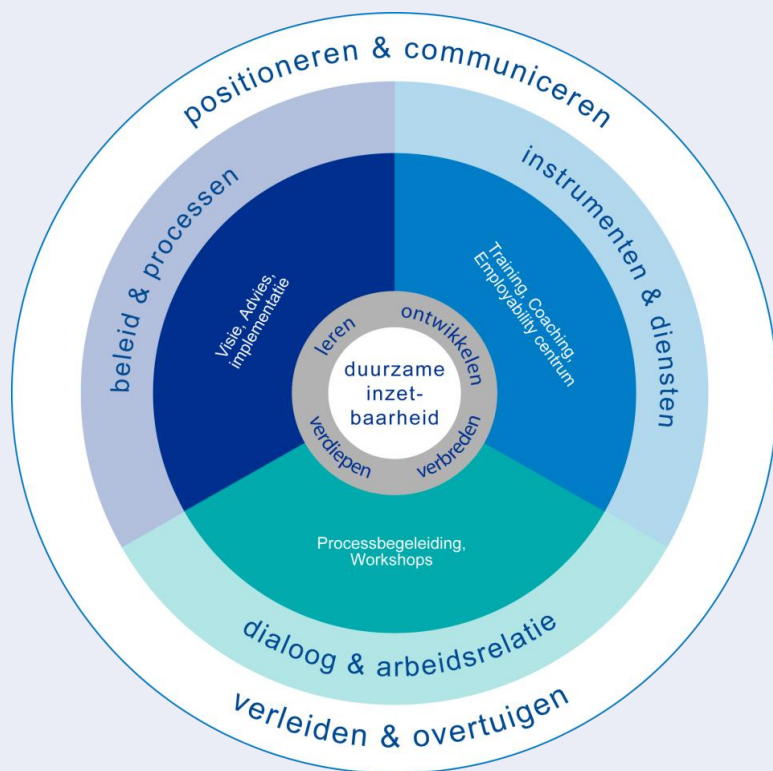 positioneren & communiceren
beleid & processen
instrumenten & diensten
Visie, Advies,
implementatie
Training, Coaching,
Employability centrum
leren
ontwikkelen
duurzame
inzet-
baarheid
verdiepen
verbreden
Processbegeleiding,
Workshops
dialoog & arbeidsrelatie
verleiden & overtuigen